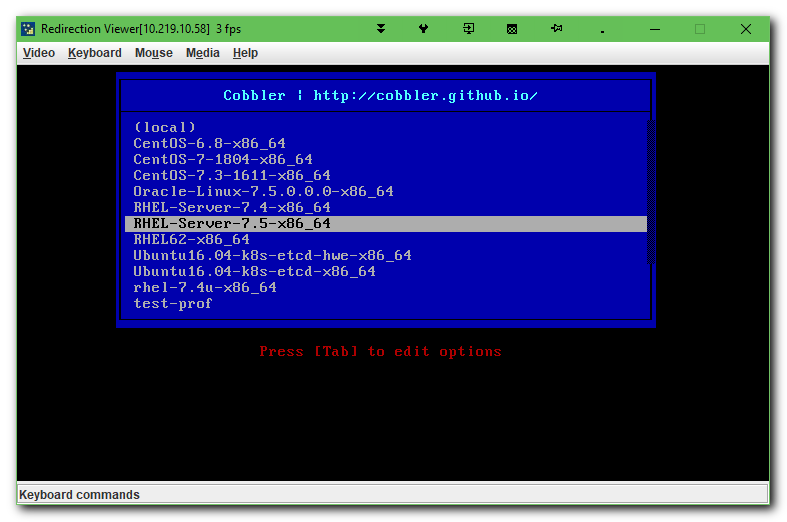 Redirection Viewer[10.219.10.58] 3 fps
Video Keyboard Mouse Media Help
Cobbler | http://cobbler.github.io/
(local)
CentOS-6.8-x86_64
CentOS-7-1804-x86_64
CentOS-7.3-1611-x86_64
Oracle-Linux-7.5.0.0.0-x86_64
RHEL-Server-7.4-x86_64
RHEL-Server-7.5-x86_64
RHEL62-x86_64
Ubuntu16.04-k8s-etcd-hwe-x86_64
Ubuntu16.04-k8s-etcd-x86_64
rhel-7.4u-x86_64
test-prof
Press [Tab] to edit options
Keyboard commands